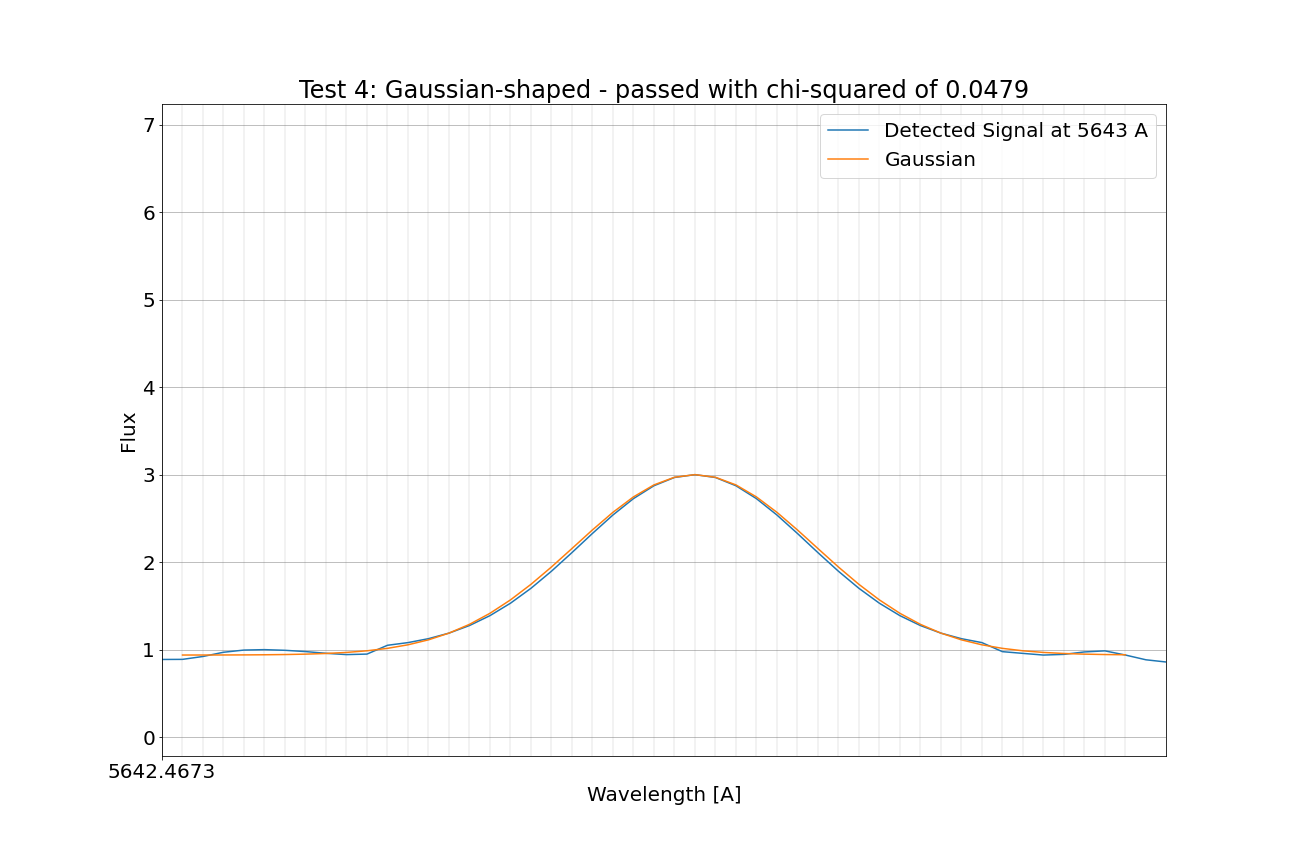 Test 4: Gaussian-shaped - passed with chi-squared of 0.0479
Detected Signal at 5643 A
Gaussian
7
6
5
4
3
2
1
0
Flux
5642.4673
Wavelength [A]